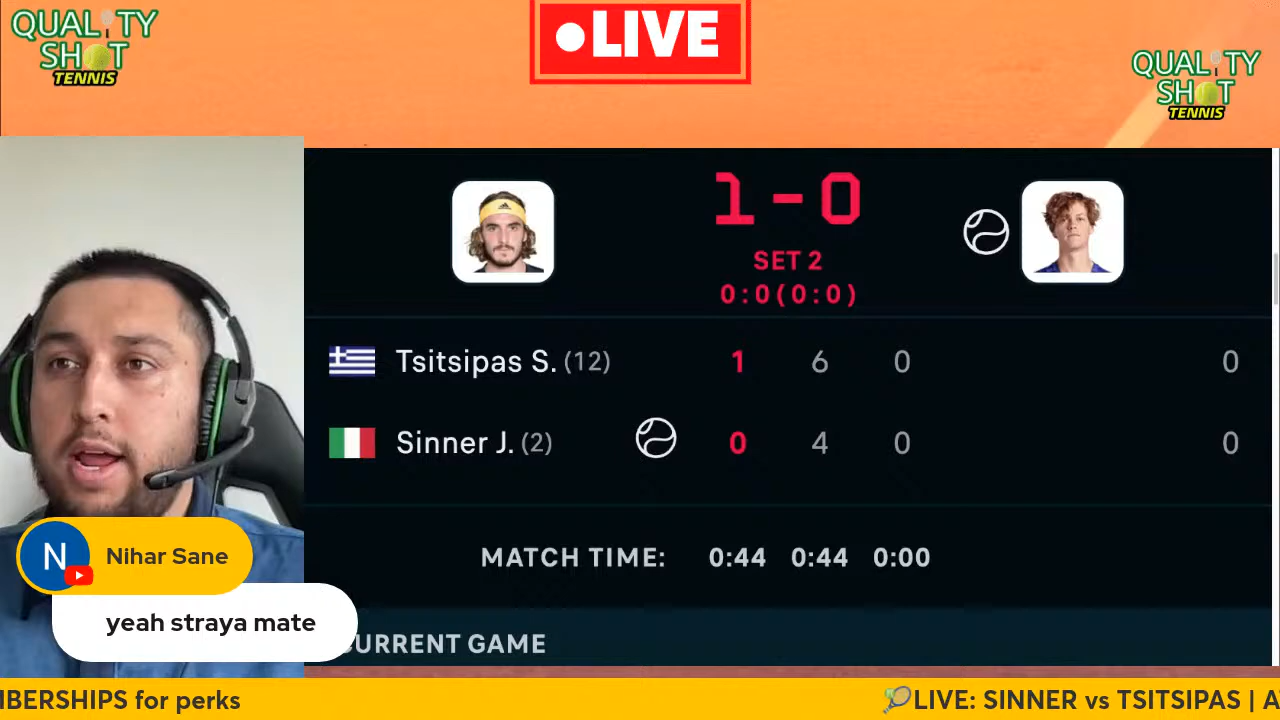 QUALITY
SHOT
TENNIS
LIVE
QUALITY
SHOT
TENNIS
1-0
SET 2
0:0(0:0)
Tsitsipas S. (12) 1 6 0 0
Sinner J. (2) 0 4 0 0
MATCH TIME: 0:44 0:44 0:00
CURRENT GAME
N Nihar Sane
yeah straya mate
MBERSHIPS for perks
LIVE: SINNER vs TSITSIPAS | A